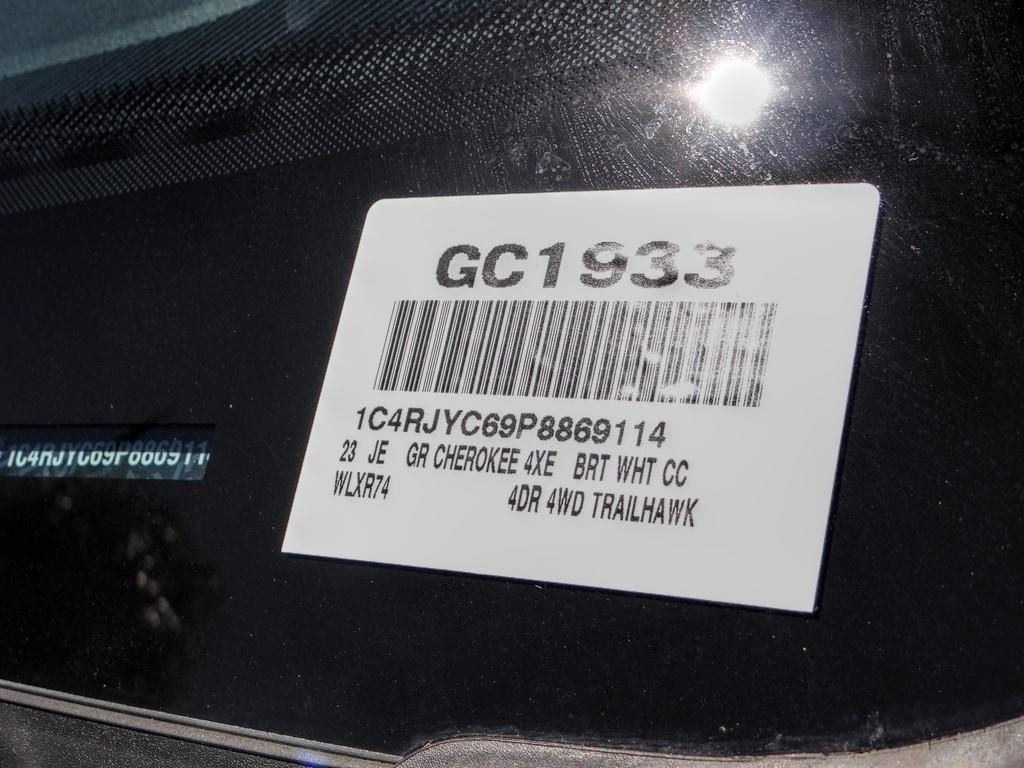 GC1933
1C4RJYC69P8869114
23 JE GR CHEROKEE 4XE BRT WHT CC
WLXR74 4DR 4WD TRAILHAWK
1C4RJYC69P886911